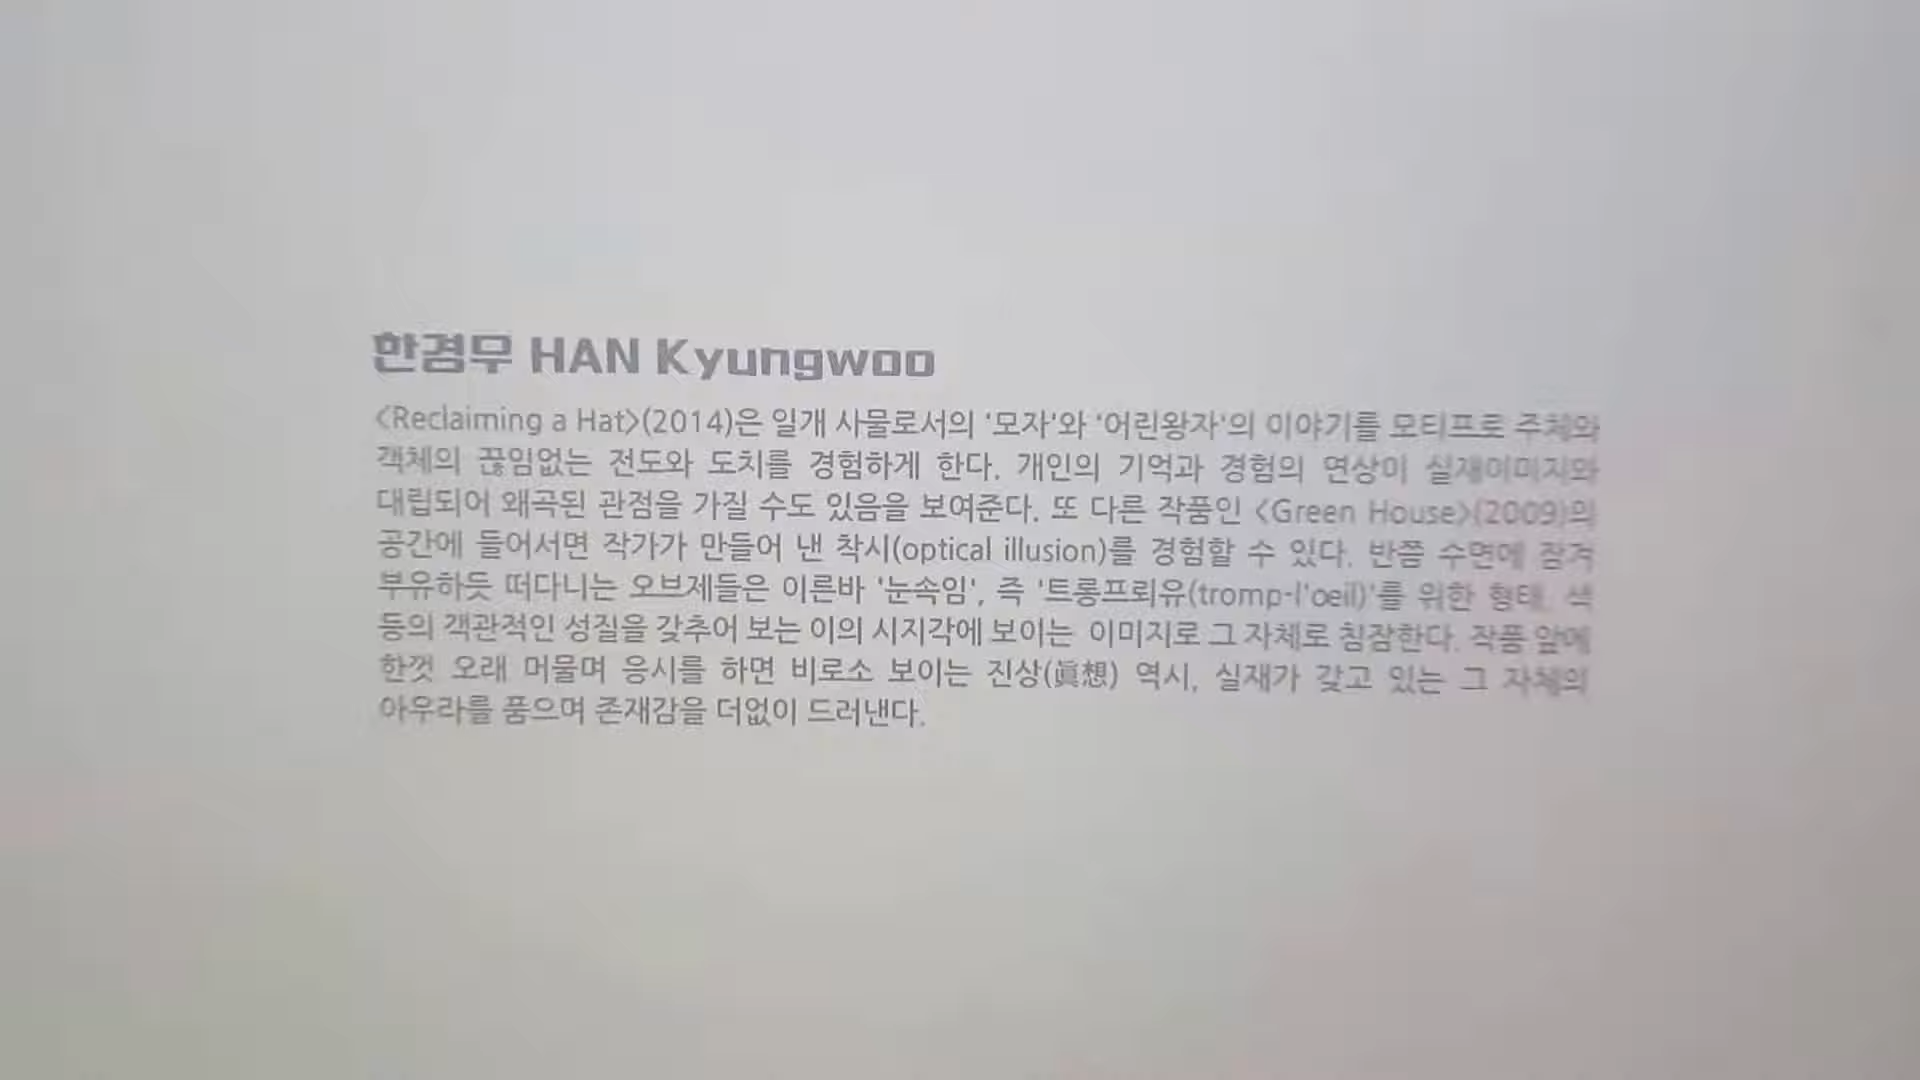 한경우 HAN Kyungwoo
<Reclaiming a Hat>(2014)은 일개 사물로서의 '모자'와 '어린왕자'의 이야기를 모티프로 주체와
객체의 끊임없는 전도와 도치를 경험하게 한다. 개인의 기억과 경험의 연상이 실재이미지와
대립되어 왜곡된 관점을 가질 수도 있음을 보여준다. 또 다른 작품인 <Green House>(2009)의
공간에 들어서면 작가가 만들어 낸 착시(optical illusion)를 경험할 수 있다. 반쯤 수면에 잠겨
부유하듯 떠다니는 오브제들은 이른바 '눈속임', 즉 '트롱프뢰유(tromp-l'oeil)'를 위한 형태, 색
등의 객관적인 성질을 갖추어 보는 이의 시지각에 보이는 이미지로 그 자체로 침잠한다. 작품 앞에
한껏 오래 머물며 응시를 하면 비로소 보이는 진상(眞想) 역시, 실재가 갖고 있는 그 자체의
아우라를 품으며 존재감을 더없이 드러낸다.